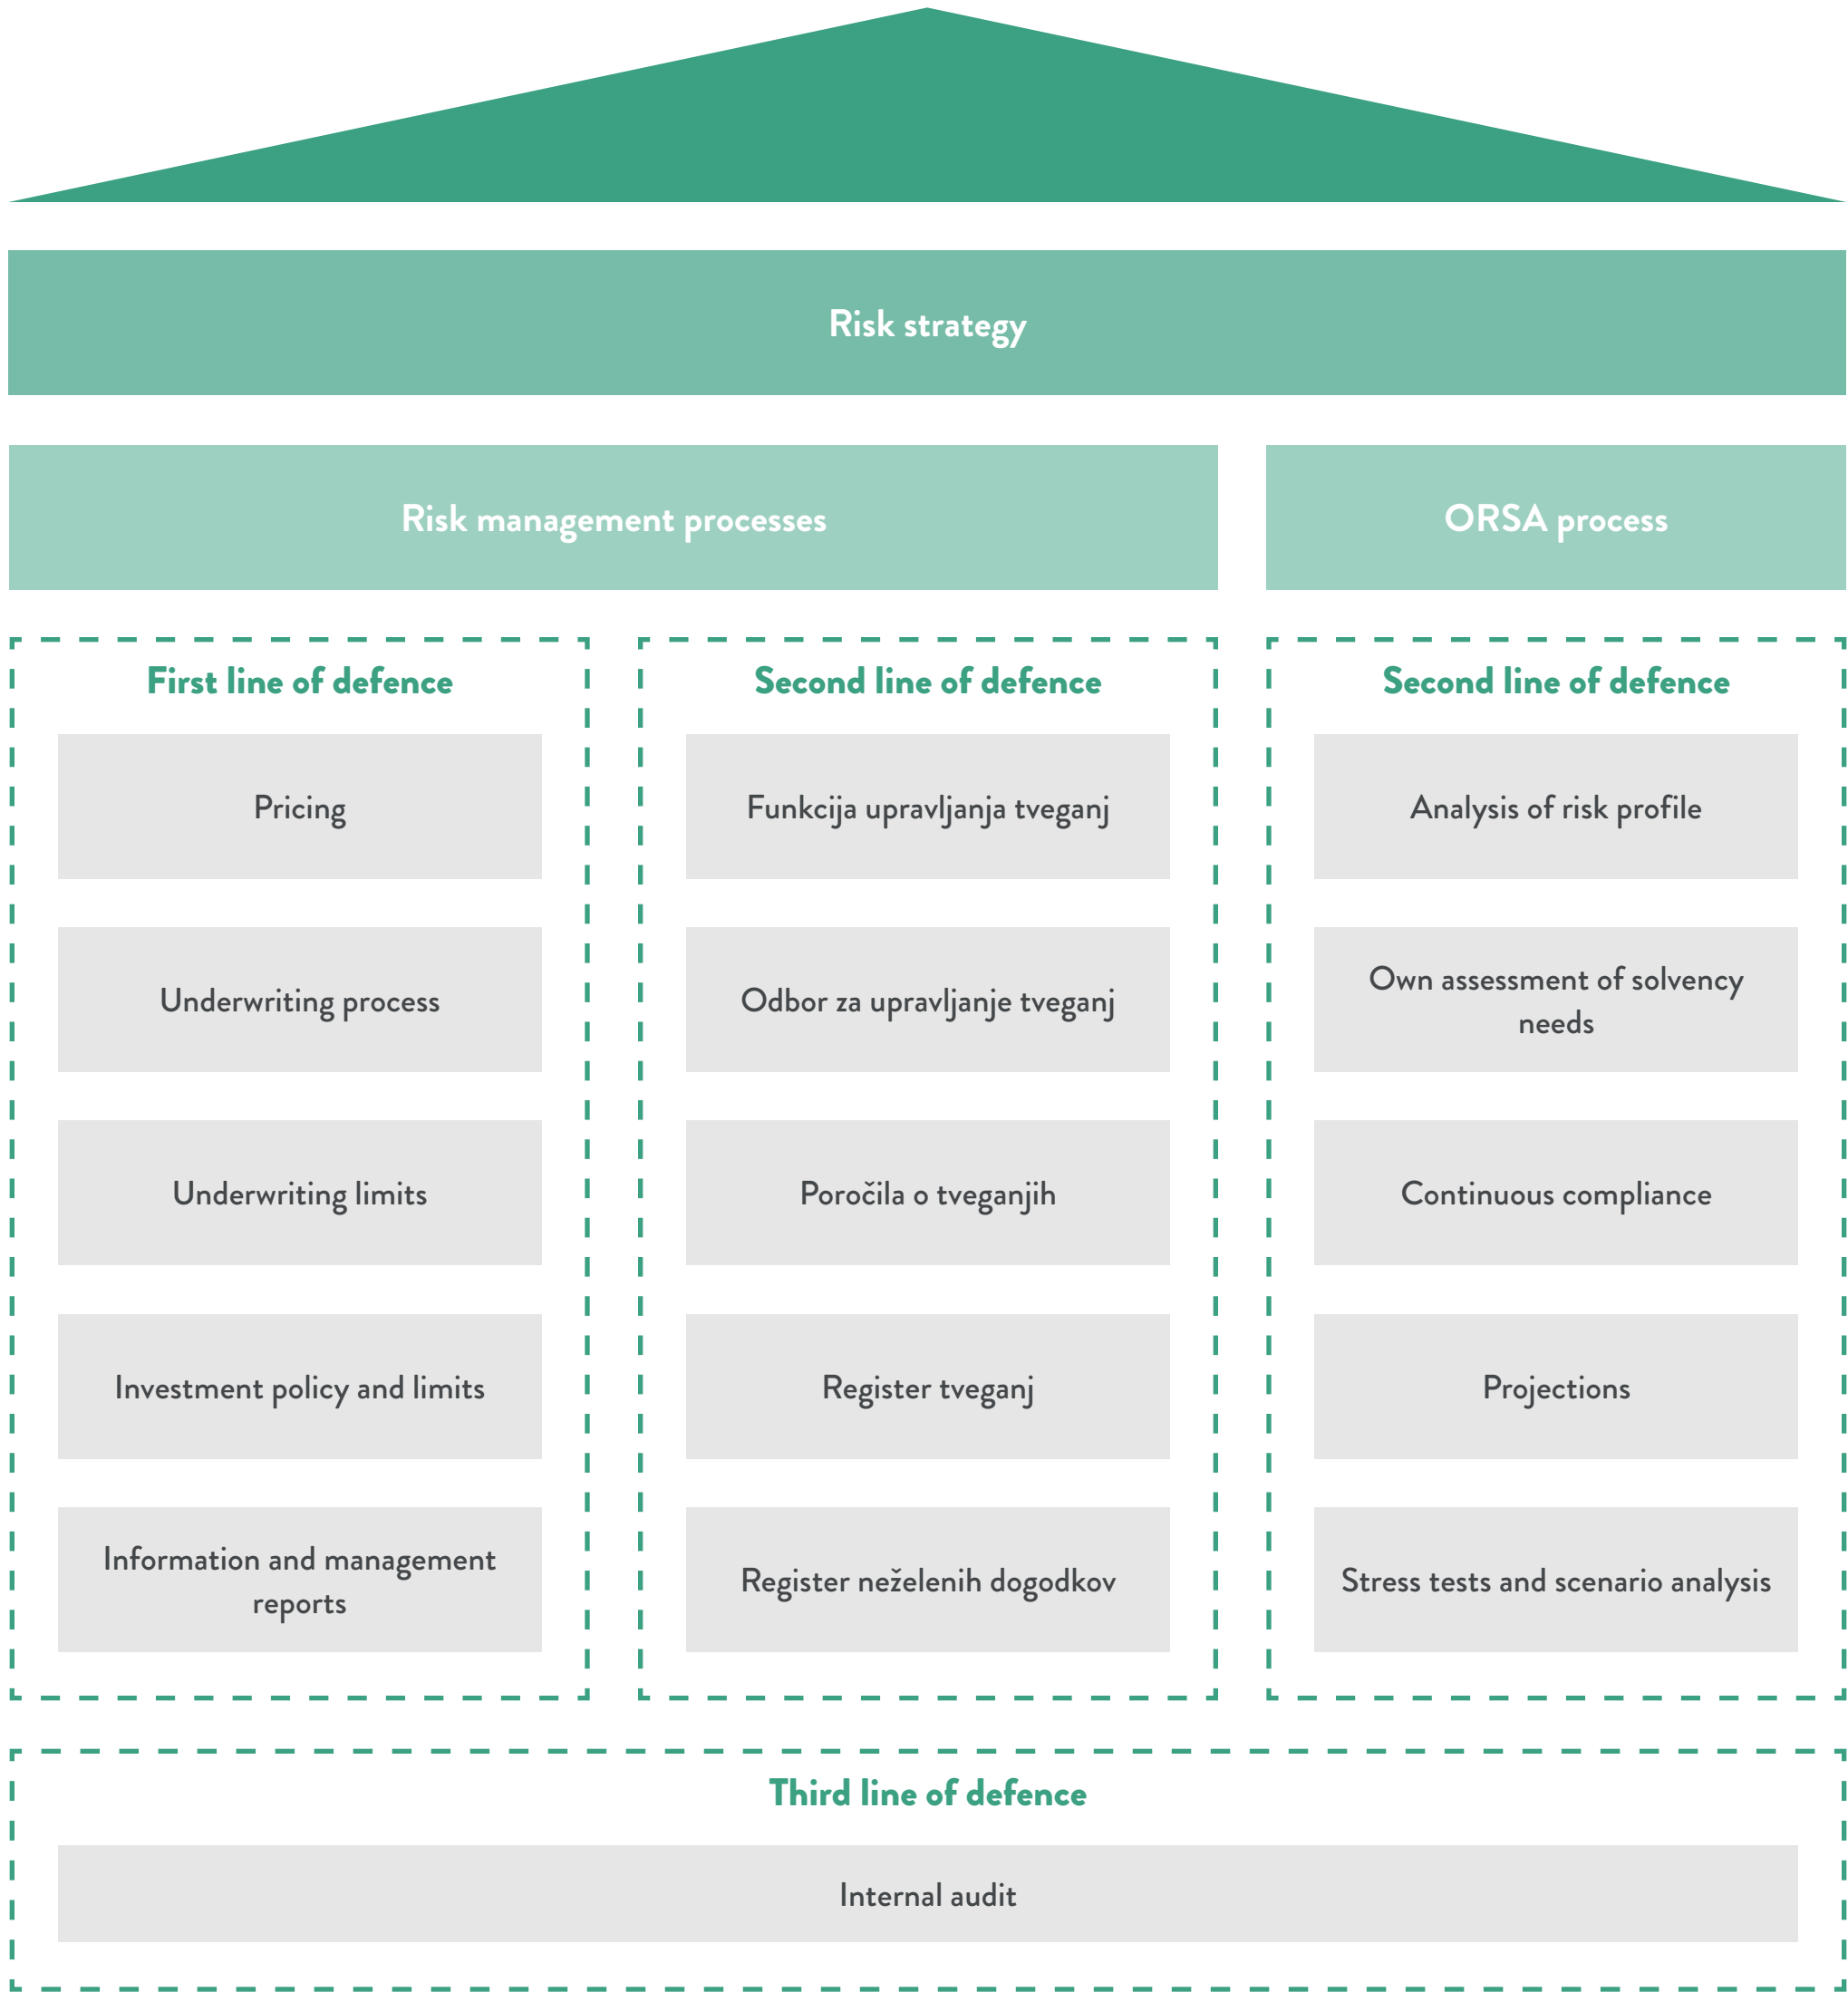 Risk strategy
Risk management processes
ORSA process
First line of defence
Pricing
Underwriting process
Underwriting limits
Investment policy and limits
Information and management
reports
Second line of defence
Funkcija upravljanja tveganj
Odbor za upravljanje tveganj
Poročila o tveganjih
Register tveganj
Register neželenih dogodkov
Second line of defence
Analysis of risk profile
Own assessment of solvency
needs
Continuous compliance
Projections
Stress tests and scenario analysis
Third line of defence
Internal audit